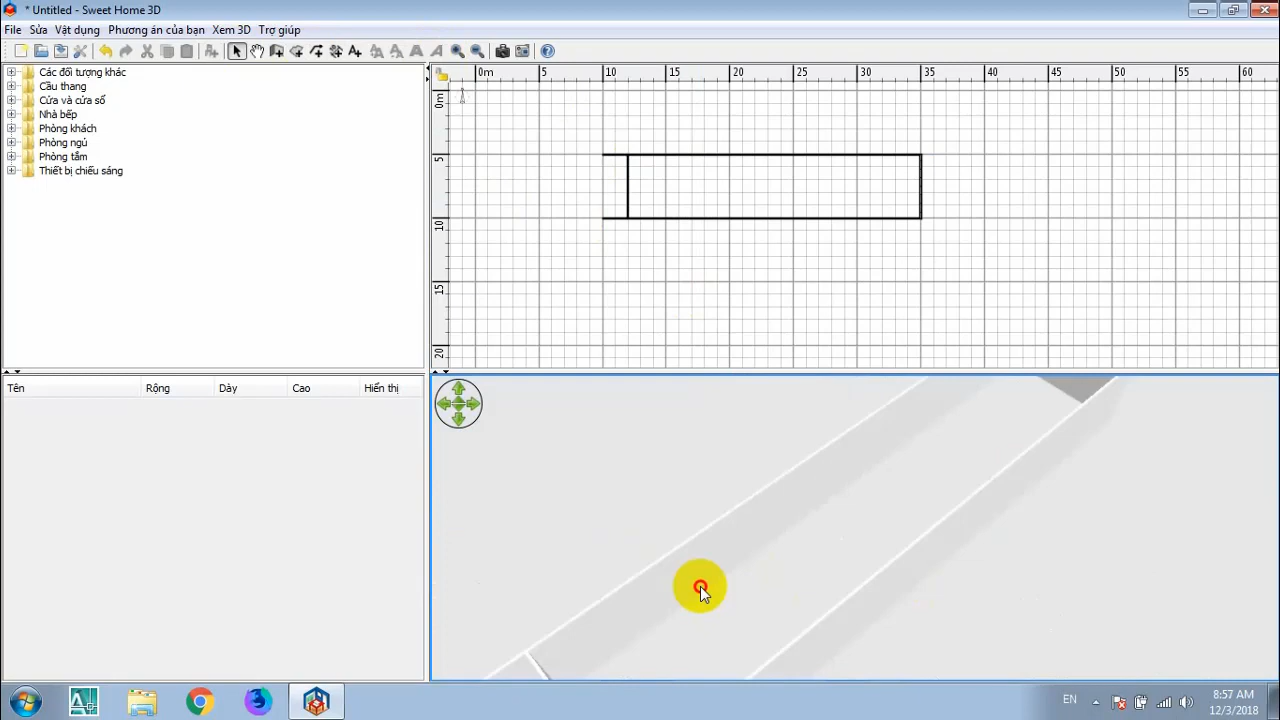 * Untitled - Sweet Home 3D
File Sửa Vật dụng Phương án của bạn Xem 3D Trợ giúp
Các đối tượng khác
Cầu thang
Cửa và cửa sổ
Nhà bếp
Phòng khách
Phòng ngủ
Phòng tắm
Thiết bị chiếu sáng
0m 5 10 15 20 25 30 35 40 45 50 55 60
0m
5
10
15
20
Tên Rộng Dày Cao Hiển thị
EN
8:57 AM
12/3/2018